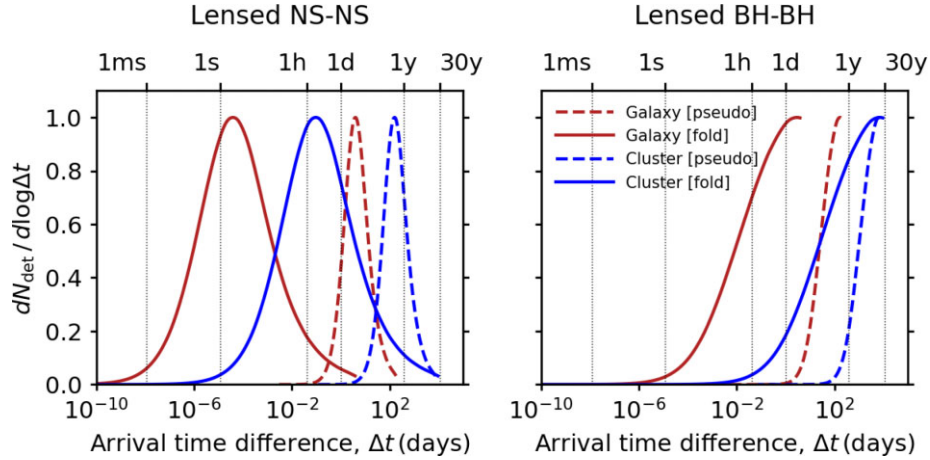 Lensed NS-NS
Lensed BH-BH
1ms 1s 1h 1d 1y 30y
1ms 1s 1h 1d 1y 30y
1.0
0.8
0.6
0.4
0.2
0.0
dN_det / dlogΔt
Galaxy [pseudo]
Galaxy [fold]
Cluster [pseudo]
Cluster [fold]
10^-10 10^-6 10^-2 10^2
10^-10 10^-6 10^-2 10^2
Arrival time difference, Δt (days)
Arrival time difference, Δt (days)